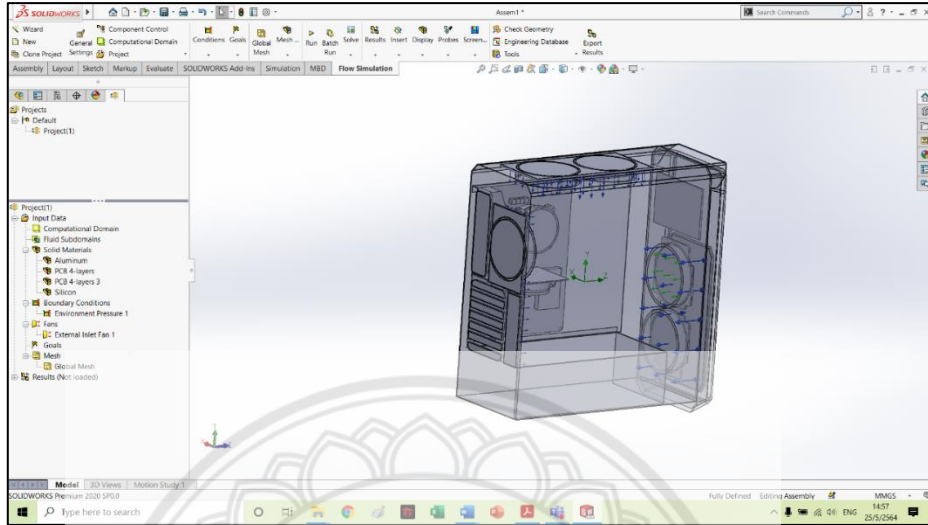 SOLIDWORKS
Assem1 *
Search Commands
Wizard
New
Clone Project
General Settings
Component Control
Computational Domain
Project
Conditions
Goals
Global Mesh
Mesh
Run
Batch Run
Solve
Results
Insert
Display
Probes
Screen...
Check Geometry
Engineering Database
Tools
Export Results
Assembly
Layout
Sketch
Markup
Evaluate
SOLIDWORKS Add-Ins
Simulation
MBD
Flow Simulation
Projects
Default
Project(1)
Project(1)
Input Data
Computational Domain
Fluid Subdomains
Solid Materials
Aluminum
PCB 4-layers
PCB 4-layers 3
Silicon
Boundary Conditions
Environment Pressure 1
Fans
External Inlet Fan 1
Goals
Mesh
Global Mesh
Results (Not loaded)
Model
3D Views
Motion Study 1
SOLIDWORKS Premium 2020 SP0.0
Fully Defined
Editing Assembly
MMGS
Type here to search
ENG
14:57
25/5/2564